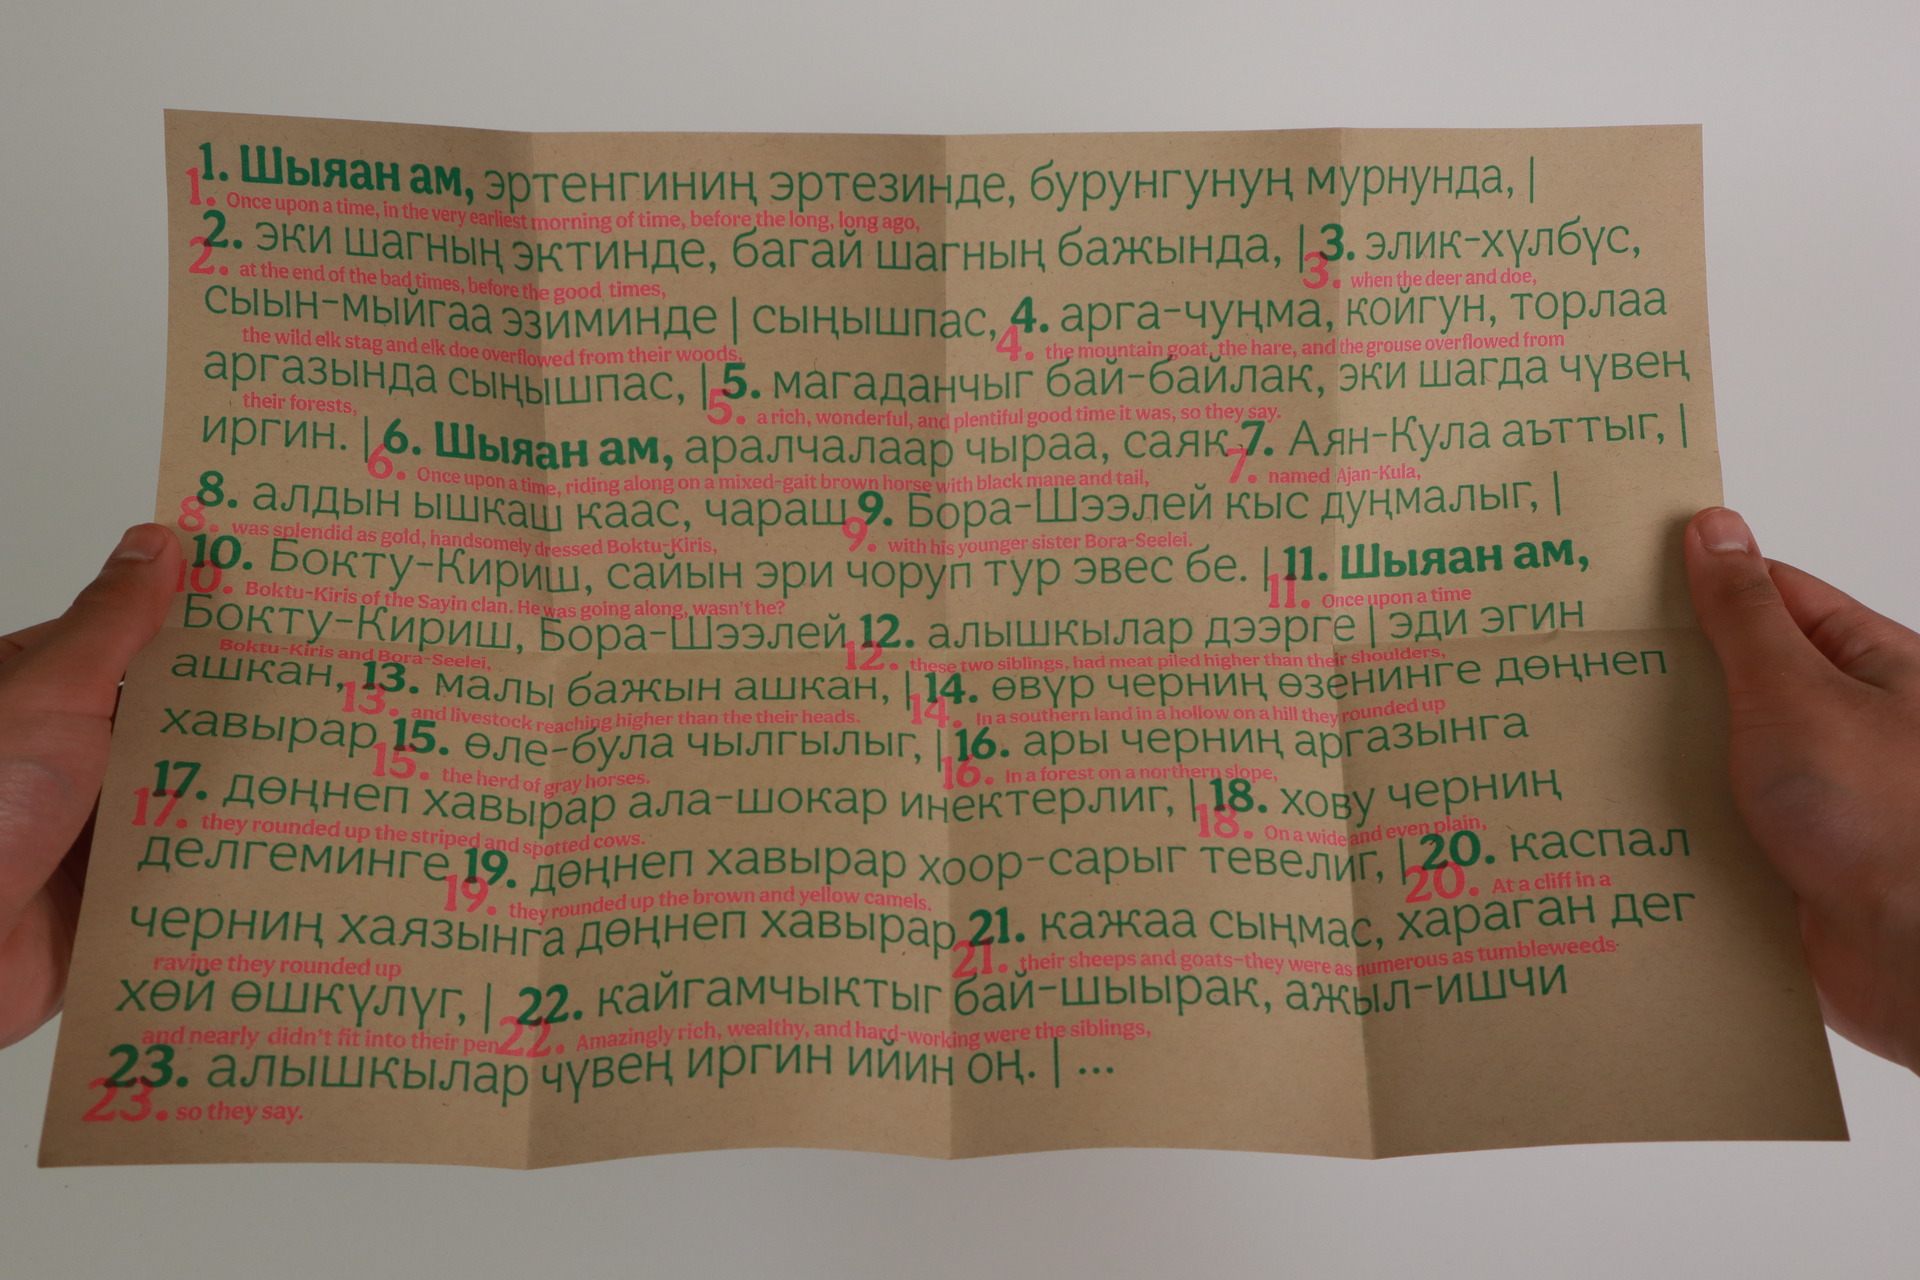 1. Шыяан ам, эртенгиниң эртезинде, бурунгунуң мурнунда, |
1. Once upon a time, in the very earliest morning of time, before the long, long ago,
2. эки шагның эктинде, багай шагның бажында, | 3. элик-хүлбүс,
2. at the end of the bad times, before the good times, 3. when the deer and doe,
сыын-мыйгаа эзиминде | сыңышпас, 4. арга-чуңма, койгун, торлаа
the wild elk stag and elk doe overflowed from their woods, 4. the mountain goat, the hare, and the grouse overflowed from
аргазында сыңышпас, | 5. магаданчыг бай-байлак, эки шагда чүвең
their forests, 5. a rich, wonderful, and plentiful good time it was, so they say.
иргин. | 6. Шыяан ам, аралчалаар чыраа, саяк 7. Аян-Кула аъттыг, |
6. Once upon a time, riding along on a mixed-gait brown horse with black mane and tail, 7. named Ajan-Kula,
8. алдын ышкаш каас, чараш 9. Бора-Шээлей кыс дуңмалыг, |
8. was splendid as gold, handsomely dressed Boktu-Kiris, 9. with his younger sister Bora-Seelei.
10. Бокту-Кириш, сайын эри чоруп тур эвес бе. | 11. Шыяан ам,
10. Boktu-Kiris of the Sayin clan. He was going along, wasn't he? 11. Once upon a time
Бокту-Кириш, Бора-Шээлей 12. алышкылар дээрге | эди эгин
Boktu-Kiris and Bora-Seelei, 12. these two siblings, had meat piled higher than their shoulders,
ашкан, 13. малы бажын ашкан, | 14. өвүр черниң өзенинге дөңнеп
13. and livestock reaching higher than the their heads. 14. In a southern land in a hollow on a hill they rounded up
хавырар 15. өле-була чылгылыг, | 16. ары черниң аргазынга
15. the herd of gray horses. 16. In a forest on a northern slope,
17. дөңнеп хавырар ала-шокар инектерлиг, | 18. хову черниң
17. they rounded up the striped and spotted cows. 18. On a wide and even plain,
делгеминге 19. дөңнеп хавырар хоор-сарыг тевелиг, | 20. каспал
19. they rounded up the brown and yellow camels. 20. At a cliff in a
черниң хаязынга дөңнеп хавырар 21. кажаа сыңмас, хараган дег
ravine they rounded up 21. their sheeps and goats-they were as numerous as tumbleweeds-
хөй өшкүлүг, | 22. кайгамчыктыг бай-шыырак, ажыл-ишчи
and nearly didn't fit into their pen. 22. Amazingly rich, wealthy, and hard-working were the siblings,
23. алышкылар чүвең иргин ийин оң. | ...
23. so they say.